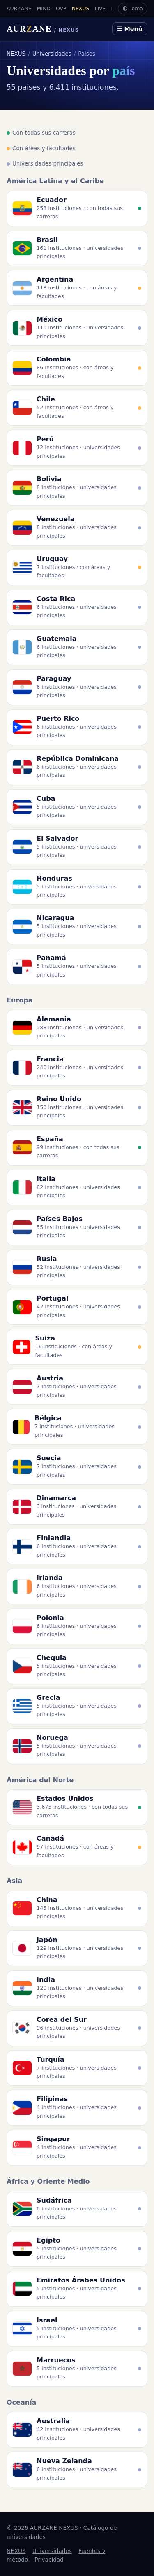 AURZANE MIND OVP NEXUS LIVE L Tema
AURZANE / NEXUS Menú
NEXUS / Universidades / Países
Universidades por país
55 países y 6.411 instituciones.
Con todas sus carreras
Con áreas y facultades
Universidades principales
América Latina y el Caribe
Ecuador
258 instituciones · con todas sus
carreras
Brasil
161 instituciones · universidades
principales
Argentina
118 instituciones · con áreas y
facultades
México
111 instituciones · universidades
principales
Colombia
86 instituciones · con áreas y
facultades
Chile
52 instituciones · con áreas y
facultades
Perú
12 instituciones · universidades
principales
Bolivia
8 instituciones · universidades
principales
Venezuela
8 instituciones · universidades
principales
Uruguay
7 instituciones · con áreas y
facultades
Costa Rica
6 instituciones · universidades
principales
Guatemala
6 instituciones · universidades
principales
Paraguay
6 instituciones · universidades
principales
Puerto Rico
6 instituciones · universidades
principales
República Dominicana
6 instituciones · universidades
principales
Cuba
5 instituciones · universidades
principales
El Salvador
5 instituciones · universidades
principales
Honduras
5 instituciones · universidades
principales
Nicaragua
5 instituciones · universidades
principales
Panamá
5 instituciones · universidades
principales
Europa
Alemania
388 instituciones · universidades
principales
Francia
240 instituciones · universidades
principales
Reino Unido
150 instituciones · universidades
principales
España
99 instituciones · con todas sus
carreras
Italia
82 instituciones · universidades
principales
Países Bajos
55 instituciones · universidades
principales
Rusia
52 instituciones · universidades
principales
Portugal
42 instituciones · universidades
principales
Suiza
16 instituciones · con áreas y
facultades
Austria
7 instituciones · universidades
principales
Bélgica
7 instituciones · universidades
principales
Suecia
7 instituciones · universidades
principales
Dinamarca
6 instituciones · universidades
principales
Finlandia
6 instituciones · universidades
principales
Irlanda
6 instituciones · universidades
principales
Polonia
6 instituciones · universidades
principales
Chequia
5 instituciones · universidades
principales
Grecia
5 instituciones · universidades
principales
Noruega
5 instituciones · universidades
principales
América del Norte
Estados Unidos
3.675 instituciones · con todas sus
carreras
Canadá
97 instituciones · con áreas y
facultades
Asia
China
145 instituciones · universidades
principales
Japón
129 instituciones · universidades
principales
India
120 instituciones · universidades
principales
Corea del Sur
96 instituciones · universidades
principales
Turquía
7 instituciones · universidades
principales
Filipinas
4 instituciones · universidades
principales
Singapur
4 instituciones · universidades
principales
África y Oriente Medio
Sudáfrica
6 instituciones · universidades
principales
Egipto
5 instituciones · universidades
principales
Emiratos Árabes Unidos
5 instituciones · universidades
principales
Israel
5 instituciones · universidades
principales
Marruecos
5 instituciones · universidades
principales
Oceanía
Australia
42 instituciones · universidades
principales
Nueva Zelanda
6 instituciones · universidades
principales
© 2026 AURZANE NEXUS · Catálogo de
universidades
NEXUS Universidades Fuentes y
método Privacidad